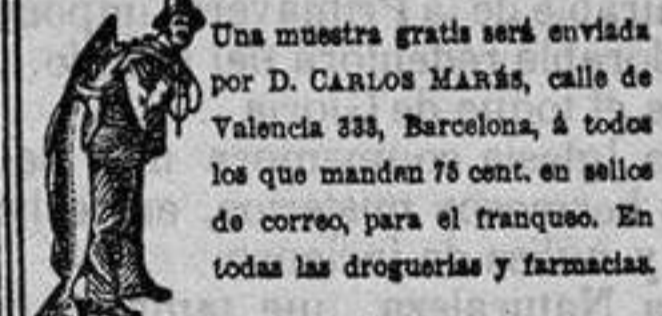 Una muestra gratis será enviada
por D. CARLOS MARÉS, calle de
Valencia 333, Barcelona, á todos
los que manden 75 cent. en sellos
de correo, para el franqueo. En
todas las droguerías y farmacias.